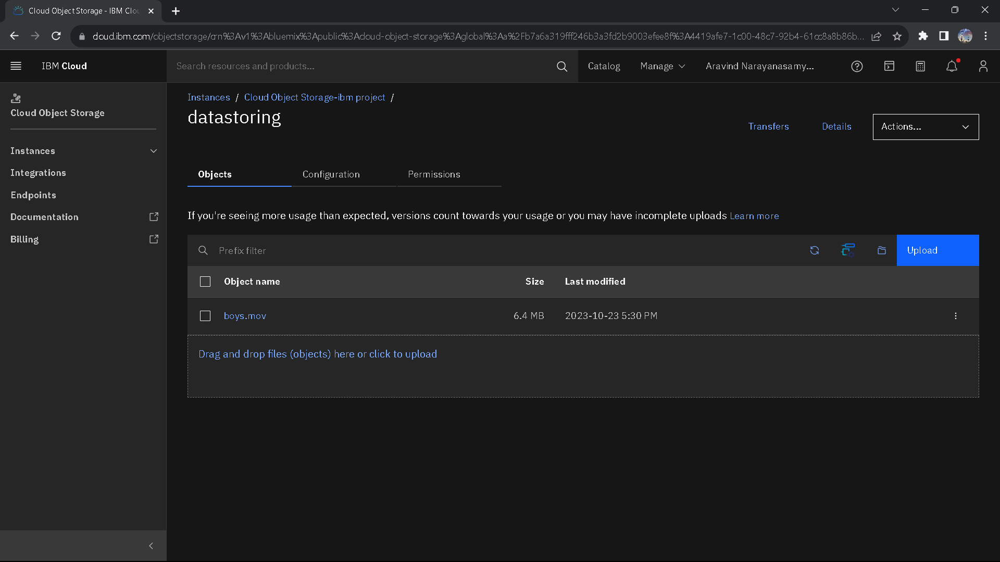 Cloud Object Storage - IBM Clou
cloud.ibm.com/objectstorage/crn%3Av1%3Abluemix%3Apublic%3Acloud-object-storage%3Aglobal%3Aa%2Fb7a6a319fff246b3a3fd2b9003efee8f%3A4419afe7-1c00-48c7-92b4-61cc8a8b86b...
IBM Cloud
Search resources and products...
Catalog
Manage
Aravind Narayanasamy...
Cloud Object Storage
Instances
Integrations
Endpoints
Documentation
Billing
Instances / Cloud Object Storage-ibm project /
datastoring
Transfers
Details
Actions...
Objects
Configuration
Permissions
If you're seeing more usage than expected, versions count towards your usage or you may have incomplete uploads Learn more
Prefix filter
Upload
Object name
Size
Last modified
boys.mov
6.4 MB
2023-10-23 5:30 PM
Drag and drop files (objects) here or click to upload